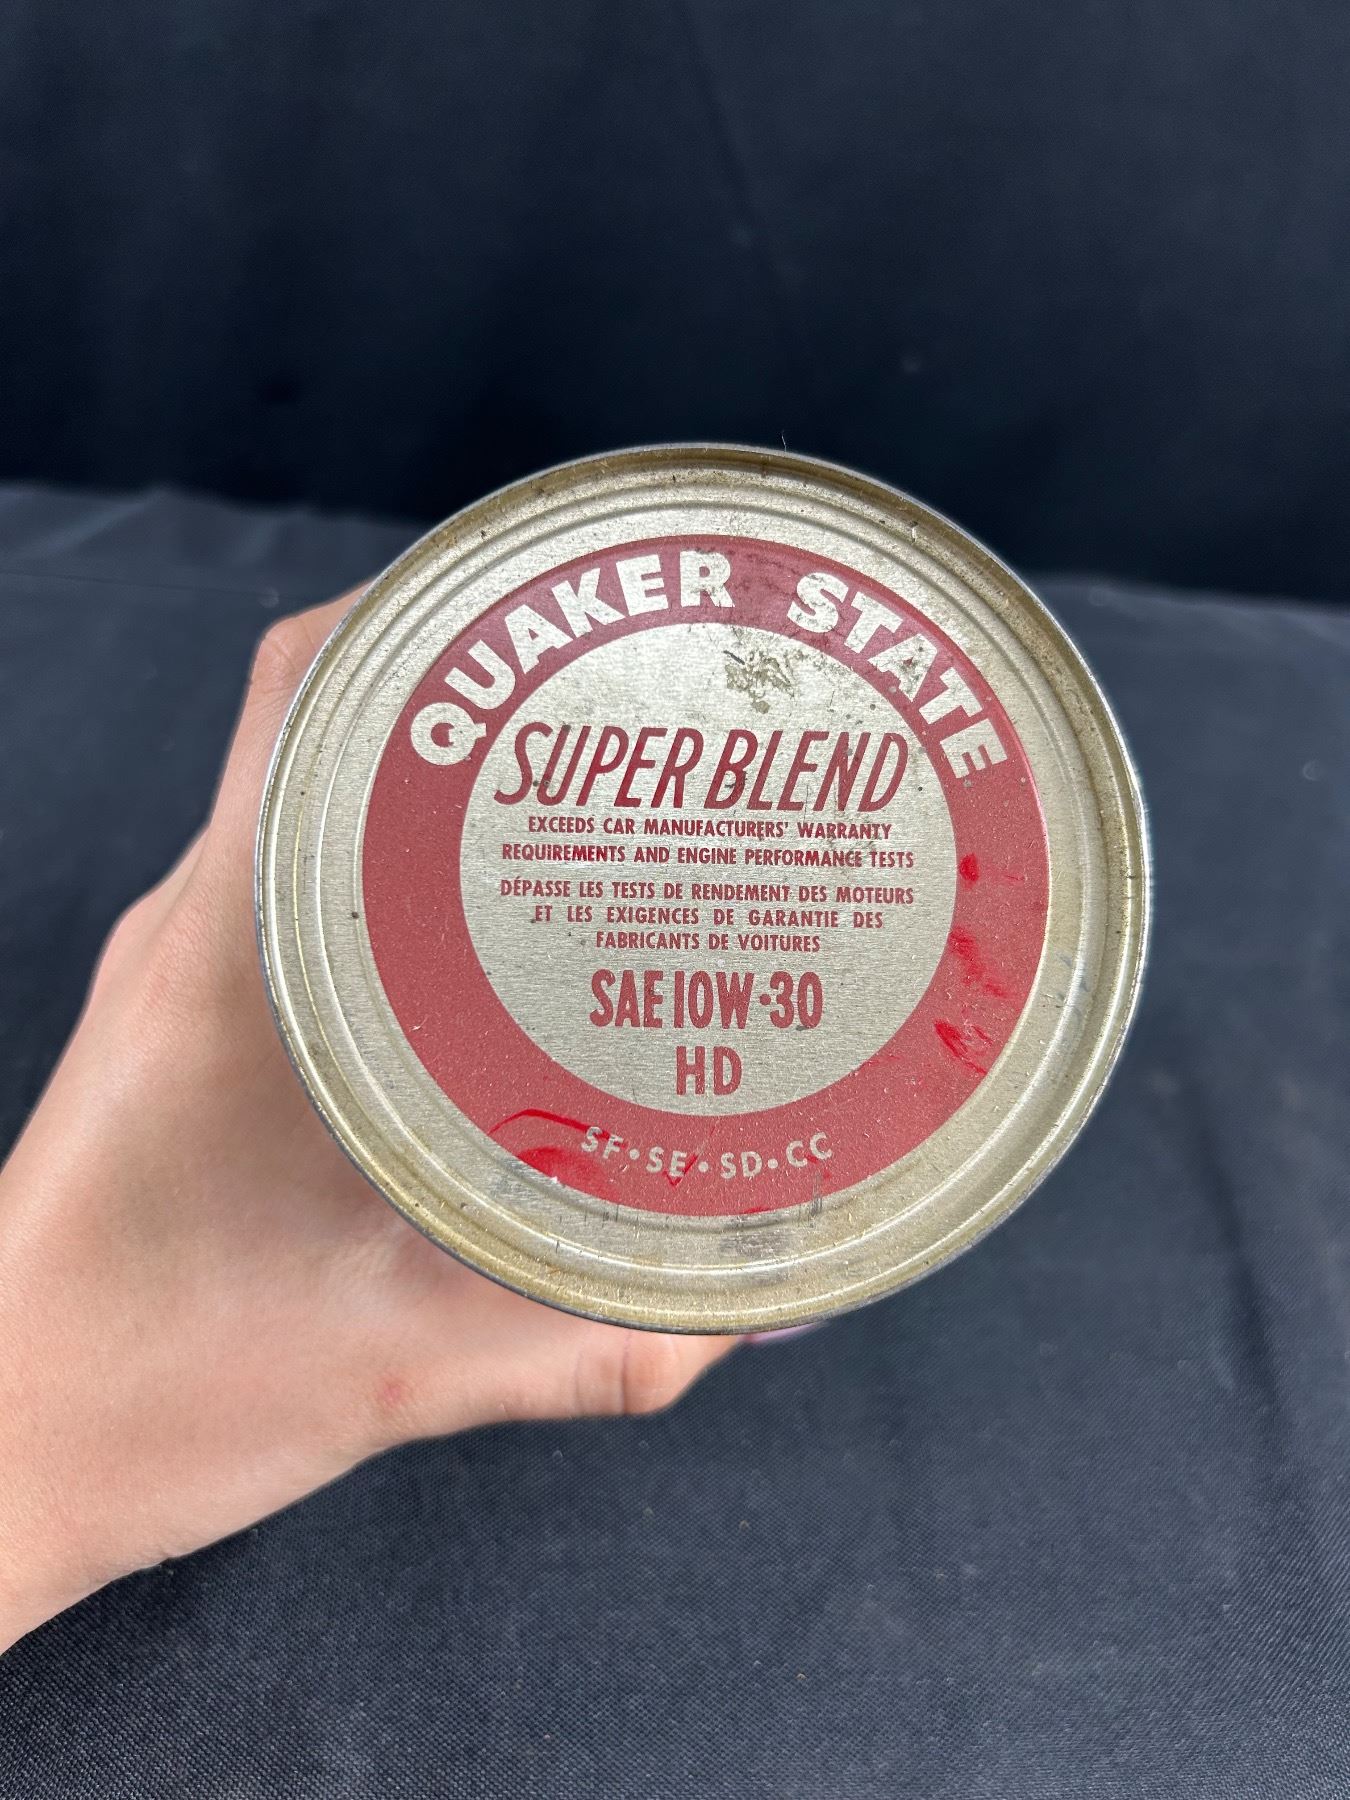 QUAKER STATE
SUPER BLEND
EXCEEDS CAR MANUFACTURERS' WARRANTY
REQUIREMENTS AND ENGINE PERFORMANCE TESTS
DÉPASSE LES TESTS DE RENDEMENT DES MOTEURS
ET LES EXIGENCES DE GARANTIE DES
FABRICANTS DE VOITURES
SAE 10W-30
HD
SF•SE•SD•CC